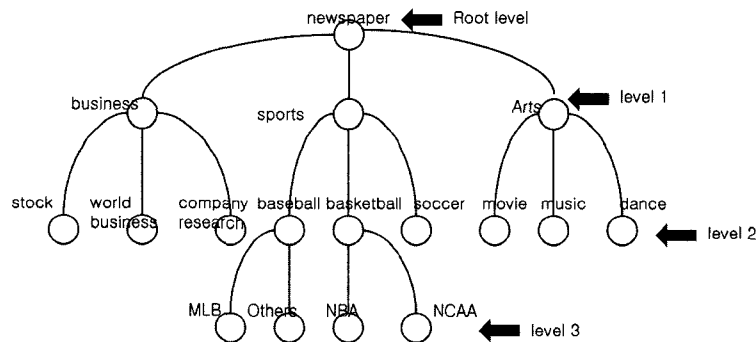 newspaper Root level
business sports Arts level 1
stock world business company research baseball basketball soccer movie music dance level 2
MLB Others NBA NCAA level 3